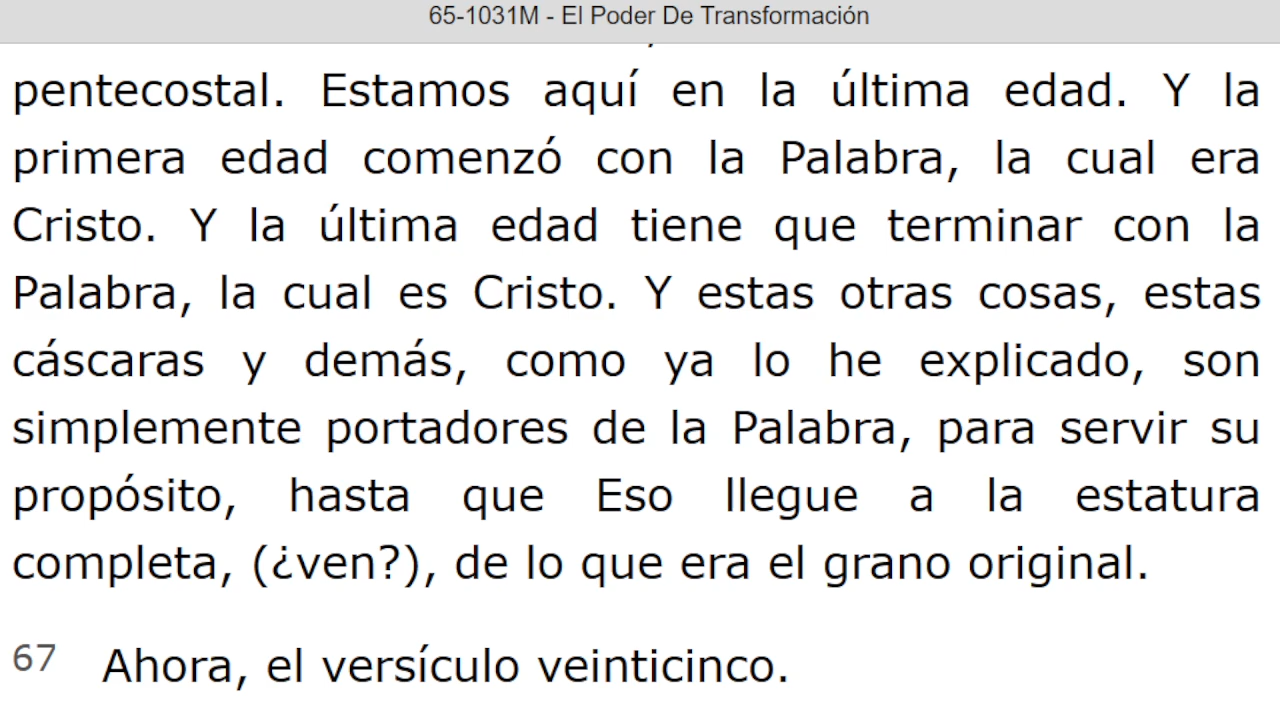 65-1031M - El Poder De Transformación
pentecostal. Estamos aquí en la última edad. Y la
primera edad comenzó con la Palabra, la cual era
Cristo. Y la última edad tiene que terminar con la
Palabra, la cual es Cristo. Y estas otras cosas, estas
cáscaras y demás, como ya lo he explicado, son
simplemente portadores de la Palabra, para servir su
propósito, hasta que Eso llegue a la estatura
completa, (¿ven?), de lo que era el grano original.
67 Ahora, el versículo veinticinco.